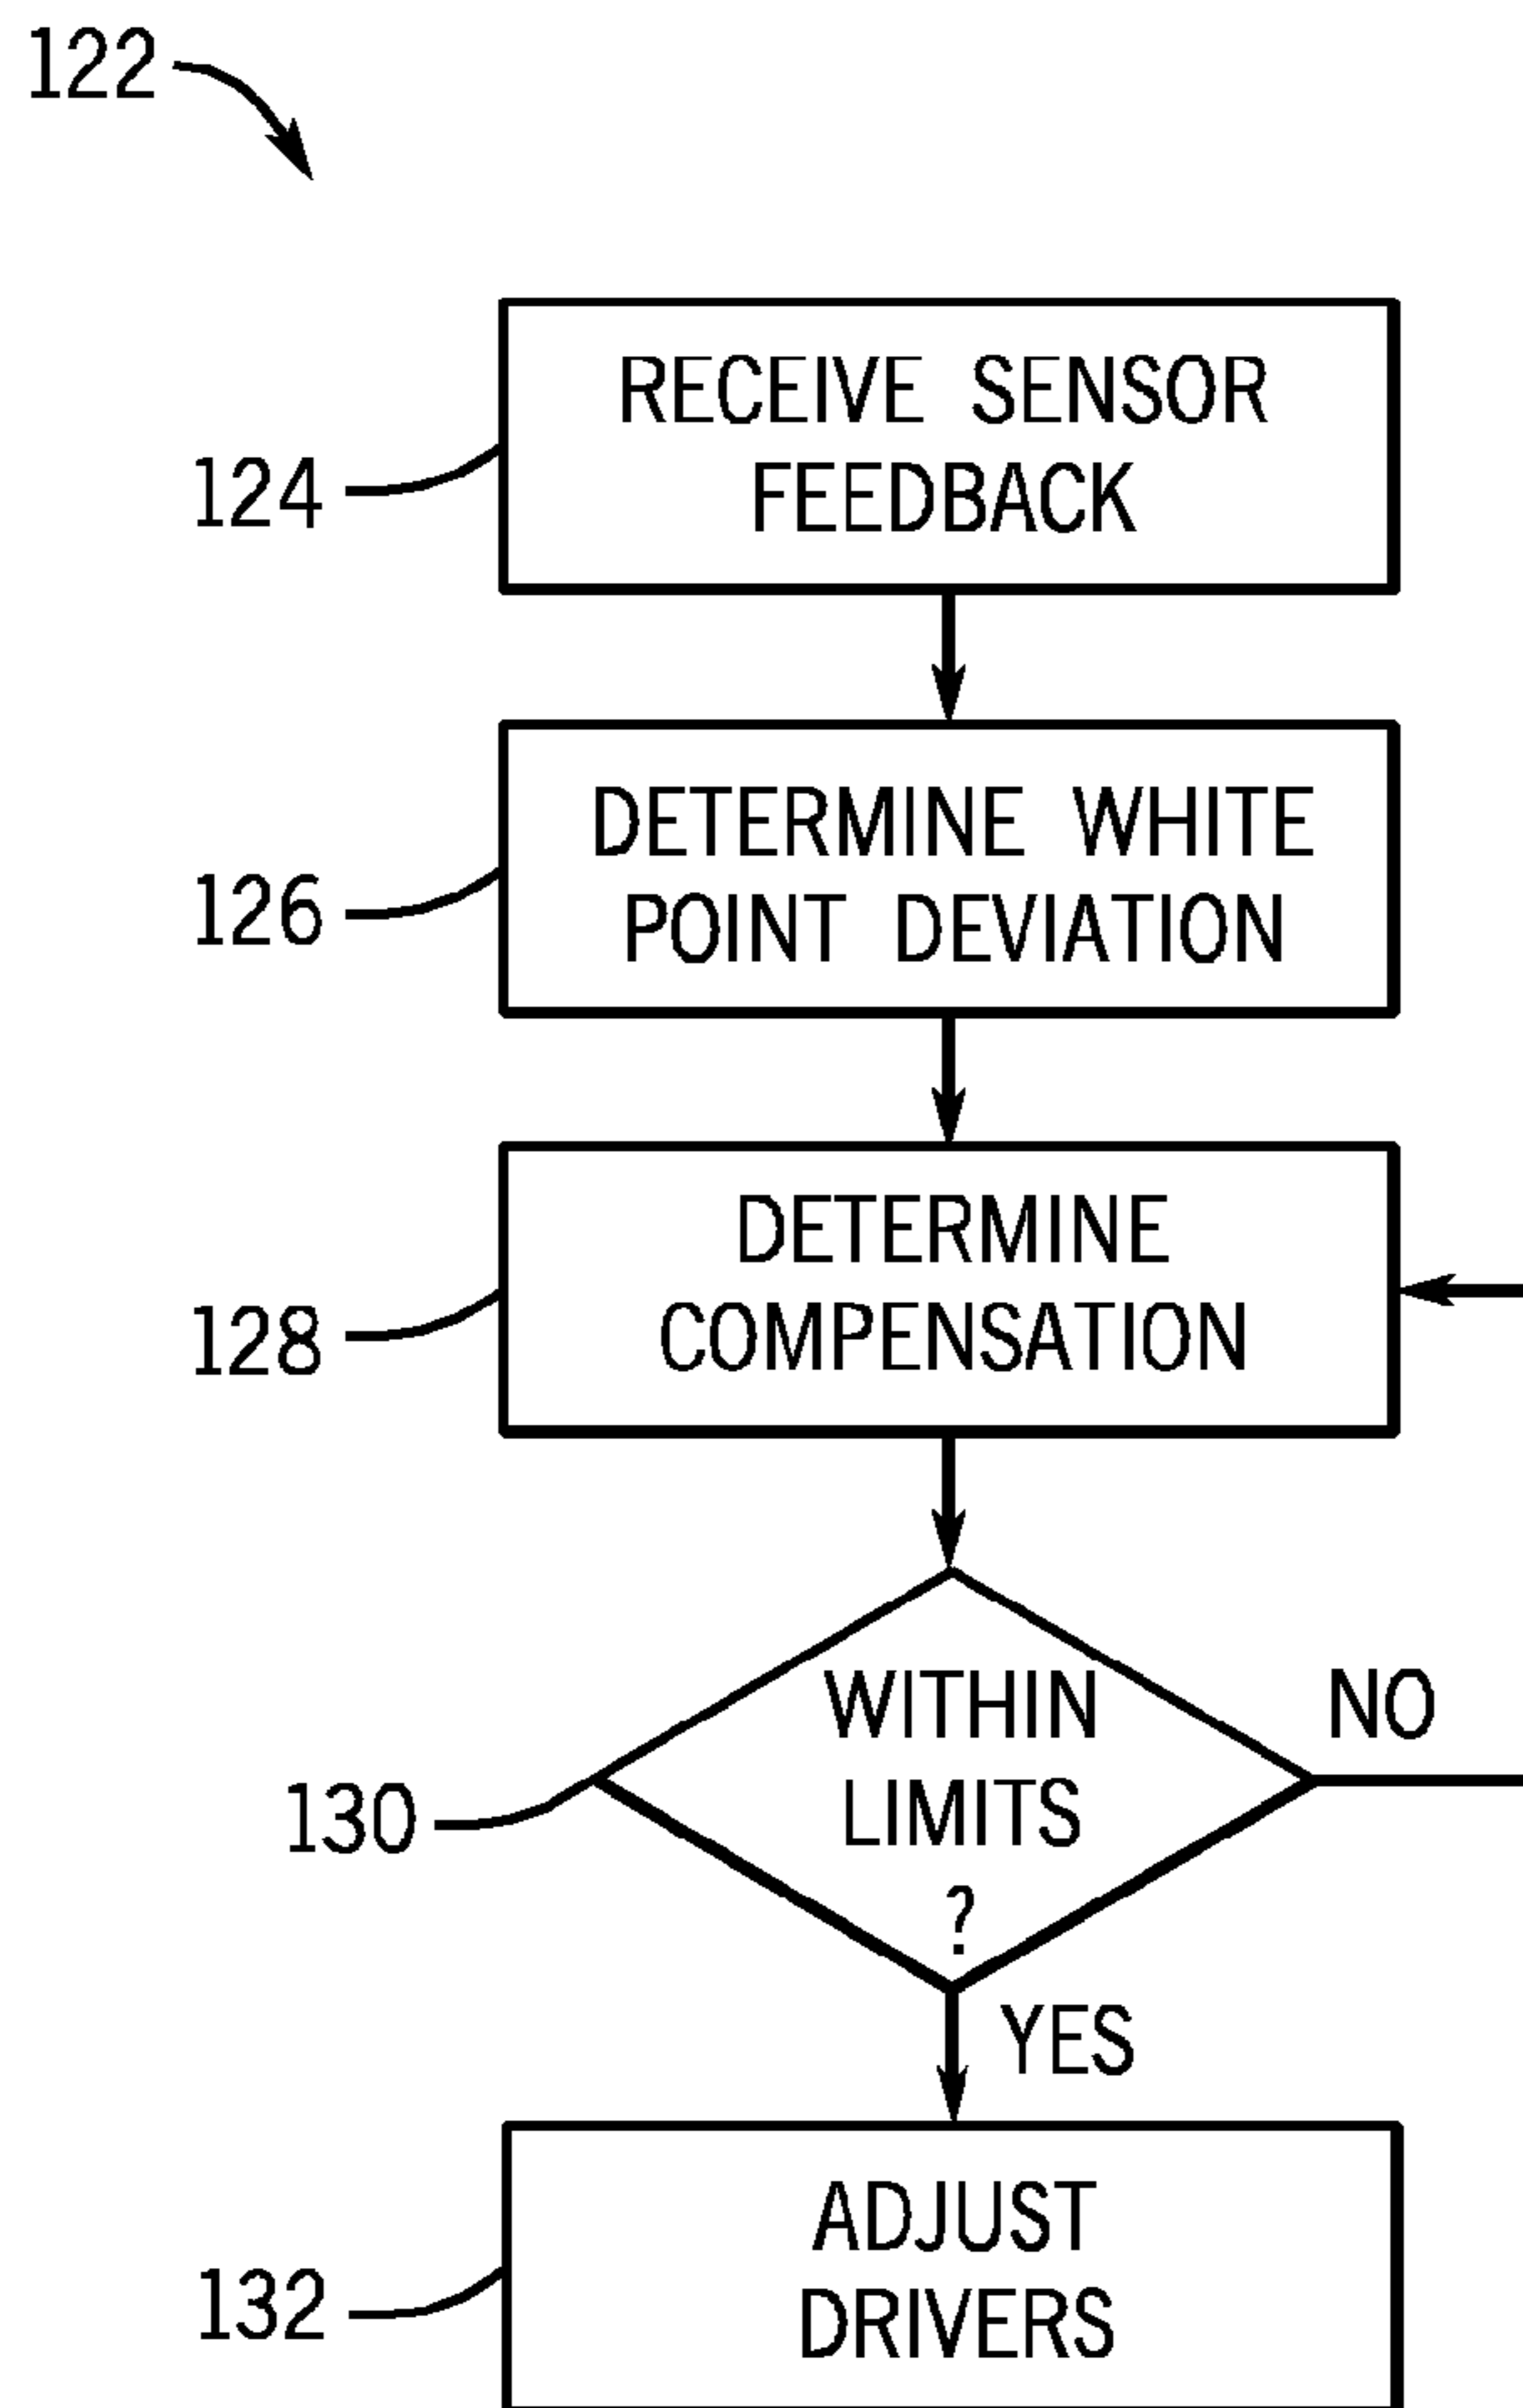 122
RECEIVE SENSOR
FEEDBACK
124
DETERMINE WHITE
POINT DEVIATION
126
DETERMINE
COMPENSATION
128
WITHIN
LIMITS
?
NO
130
YES
ADJUST
DRIVERS
132